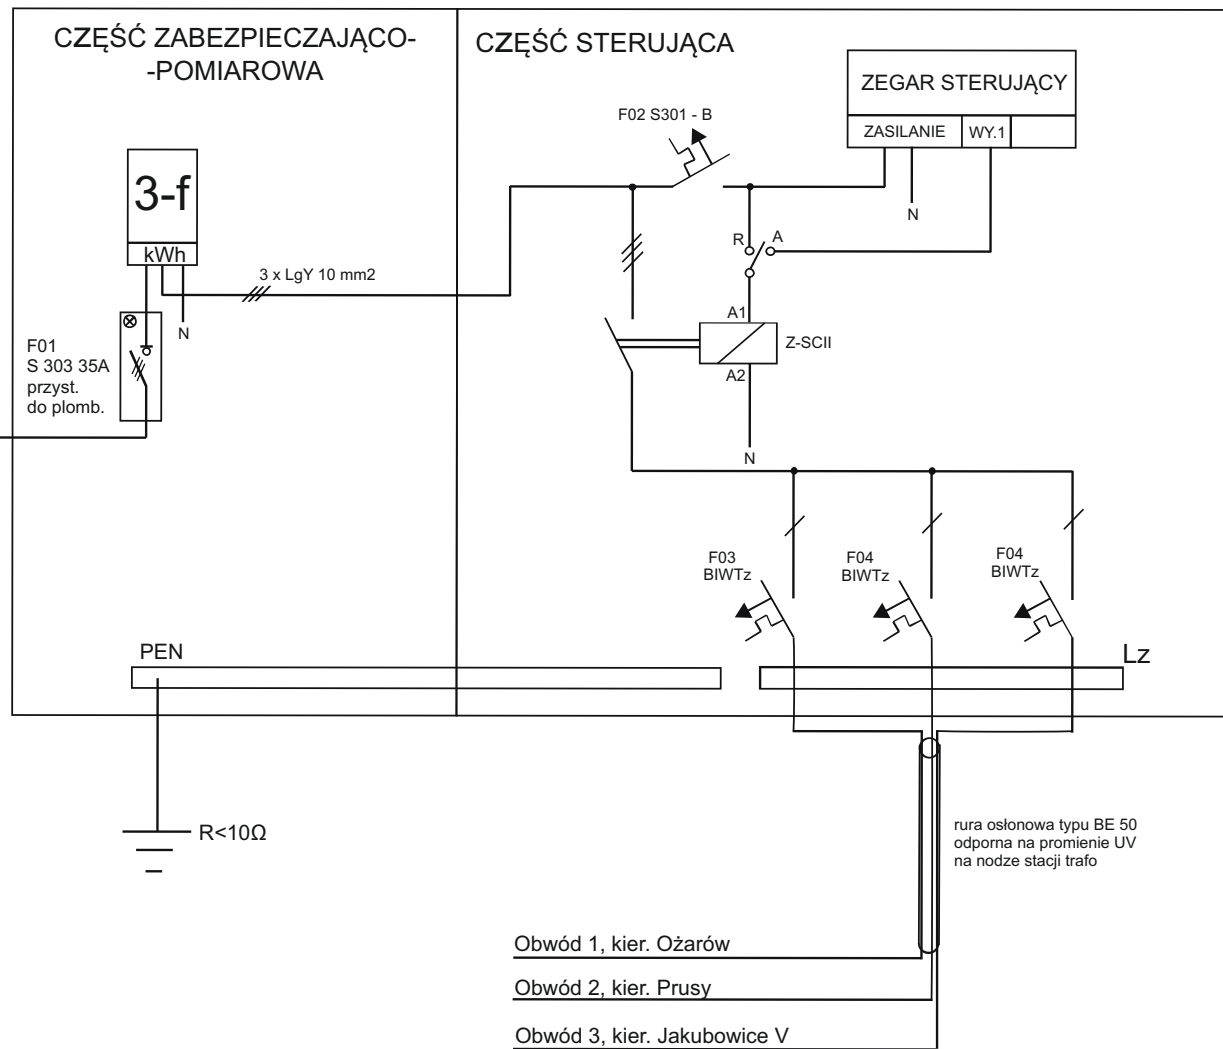 CZĘŚĆ ZABEZPIECZAJĄCO-
-POMIAROWA
CZĘŚĆ STERUJĄCA
ZEGAR STERUJĄCY
ZASILANIE
WY.1
F02 S301 - B
3-f
kWh
N
R
A
3 x LgY 10 mm2
N
F01
S 303 35A
przyst.
do plomb.
A1
Z-SCII
A2
N
F03
BIWTz
F04
BIWTz
F04
BIWTz
PEN
Lz
R<10Ω
rura osłonowa typu BE 50
odporna na promienie UV
na nodze stacji trafo
Obwód 1, kier. Ożarów
Obwód 2, kier. Prusy
Obwód 3, kier. Jakubowice V